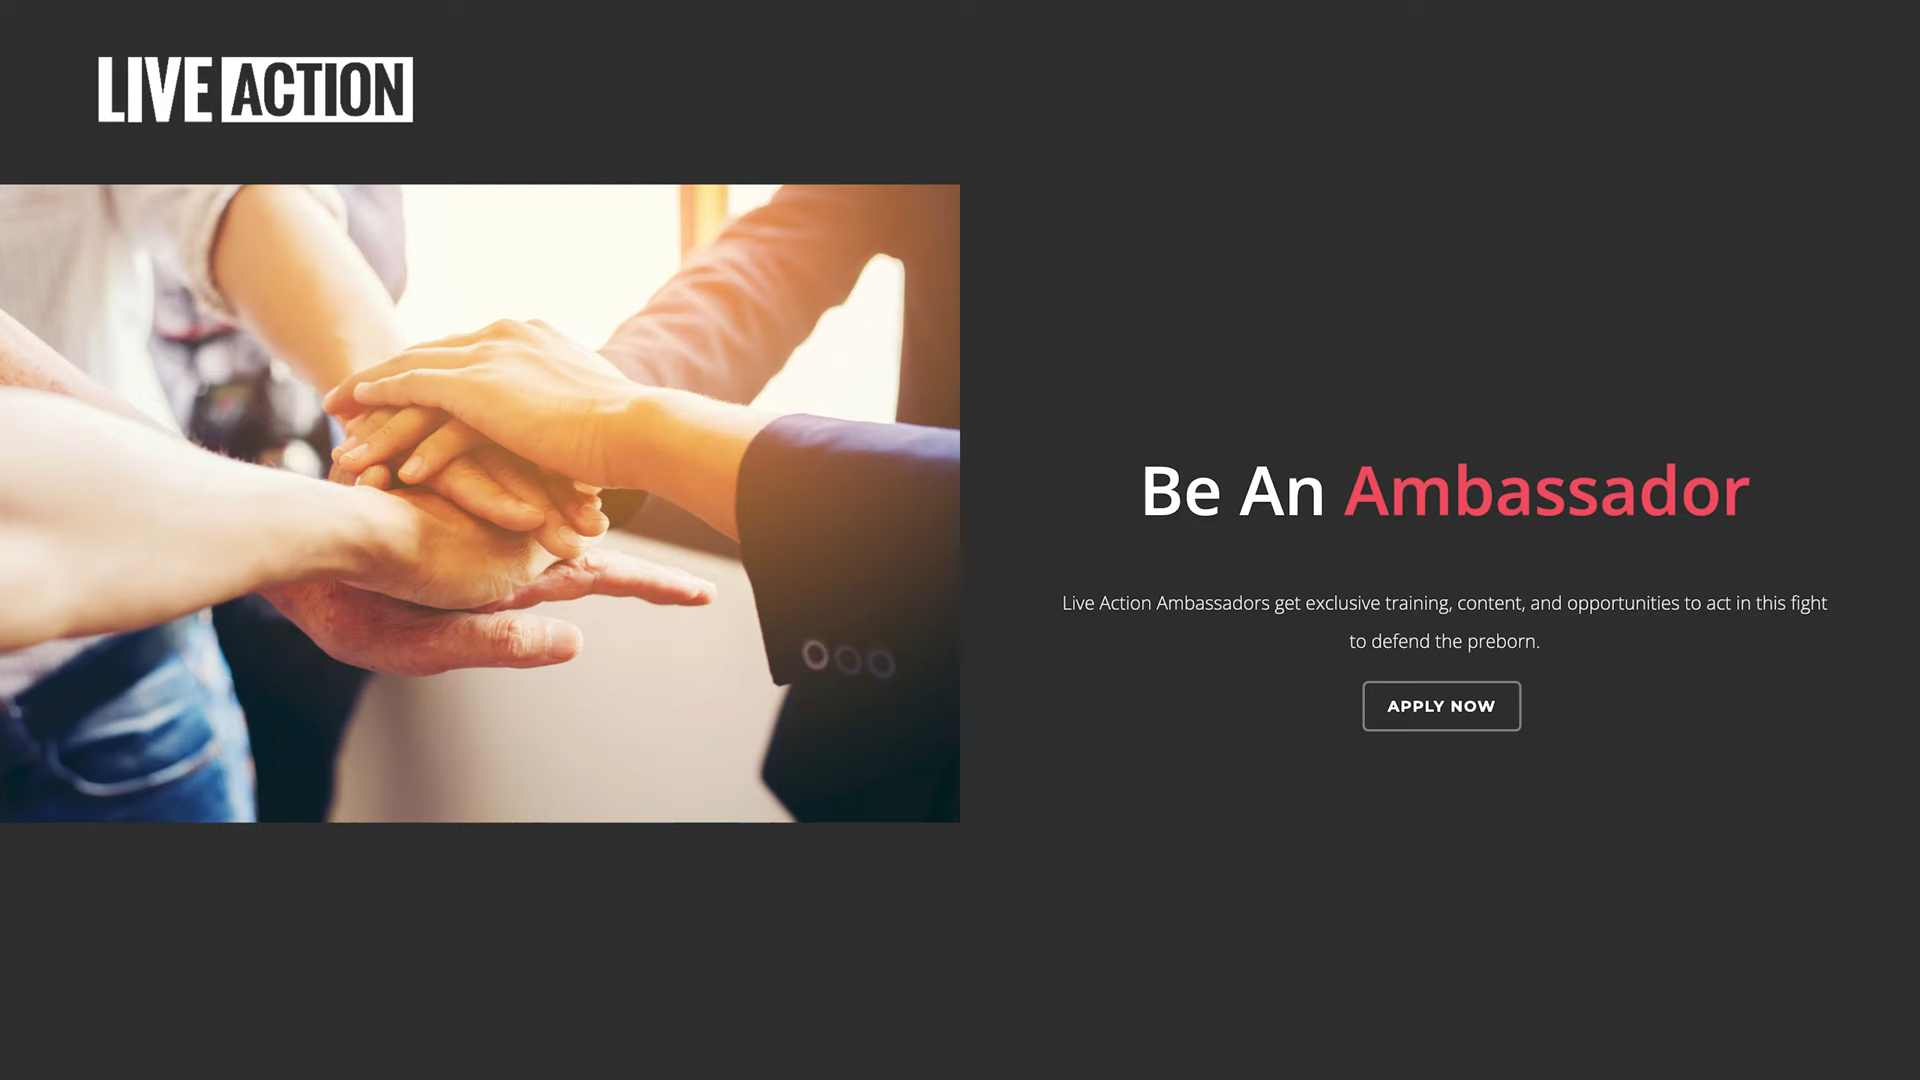 LIVE ACTION
Be An Ambassador
Live Action Ambassadors get exclusive training, content, and opportunities to act in this fight
to defend the preborn.
APPLY NOW